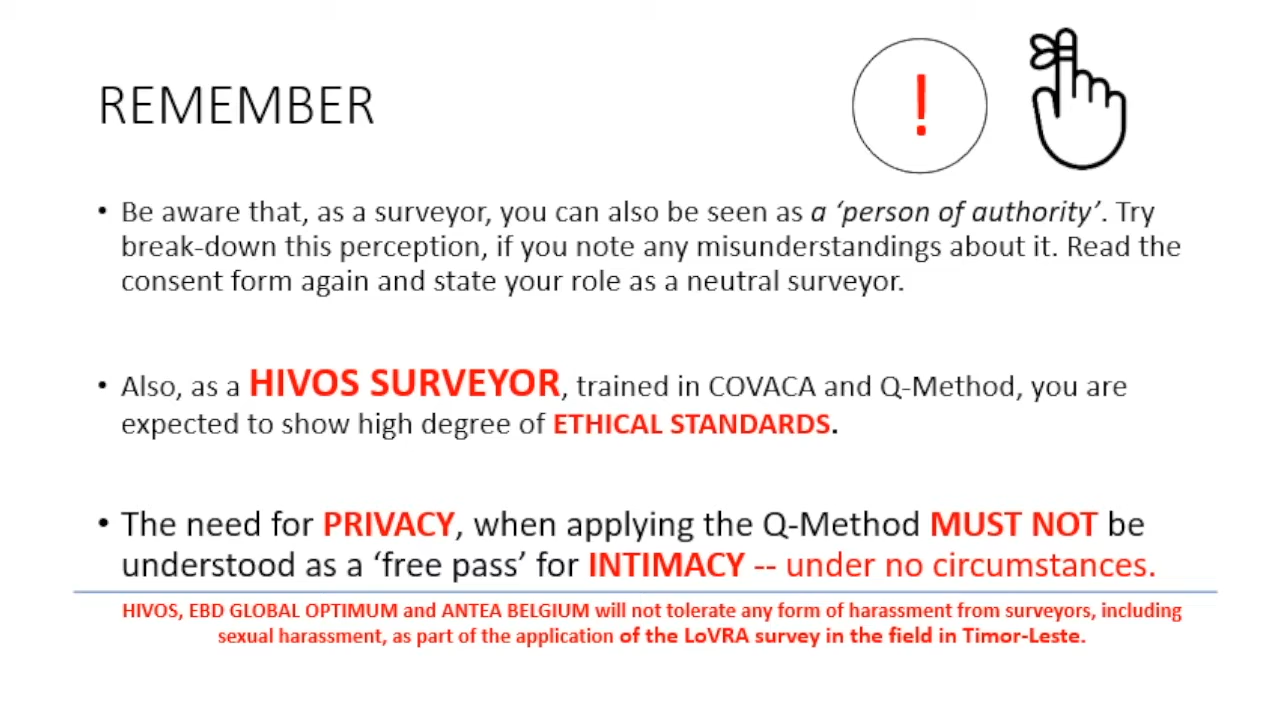 !
REMEMBER
• Be aware that, as a surveyor, you can also be seen as a ‘person of authority’. Try
break-down this perception, if you note any misunderstandings about it. Read the
consent form again and state your role as a neutral surveyor.
• Also, as a HIVOS SURVEYOR, trained in COVACA and Q-Method, you are
expected to show high degree of ETHICAL STANDARDS.
• The need for PRIVACY, when applying the Q-Method MUST NOT be
understood as a ‘free pass’ for INTIMACY -- under no circumstances.
HIVOS, EBD GLOBAL OPTIMUM and ANTEA BELGIUM will not tolerate any form of harassment from surveyors, including
sexual harassment, as part of the application of the LoVRA survey in the field in Timor-Leste.